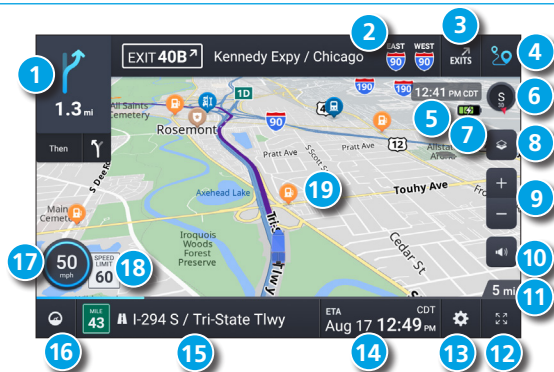 2
3
EXIT 40B
Kennedy Expy / Chicago
EAST
90
WEST
90
EXITS
4
1
1.3 mi
Then
12:41 PM CDT
S
6
5
7
190
190
All Saints
Cemetery
1D
90
Rosemont
12
Pratt Ave
Pratt Ave
8
Axehead Lake
19
Touhy Ave
9
Main
Iroquois
Woods
Forest
Preserve
Cedar St
17
50
mph
SPEED
LIMIT
60
18
10
5 mi
11
MILE
43
I-294 S / Tri-State Tlwy
ETA
CDT
Aug 17 12:49 PM
16
15
14
13
12